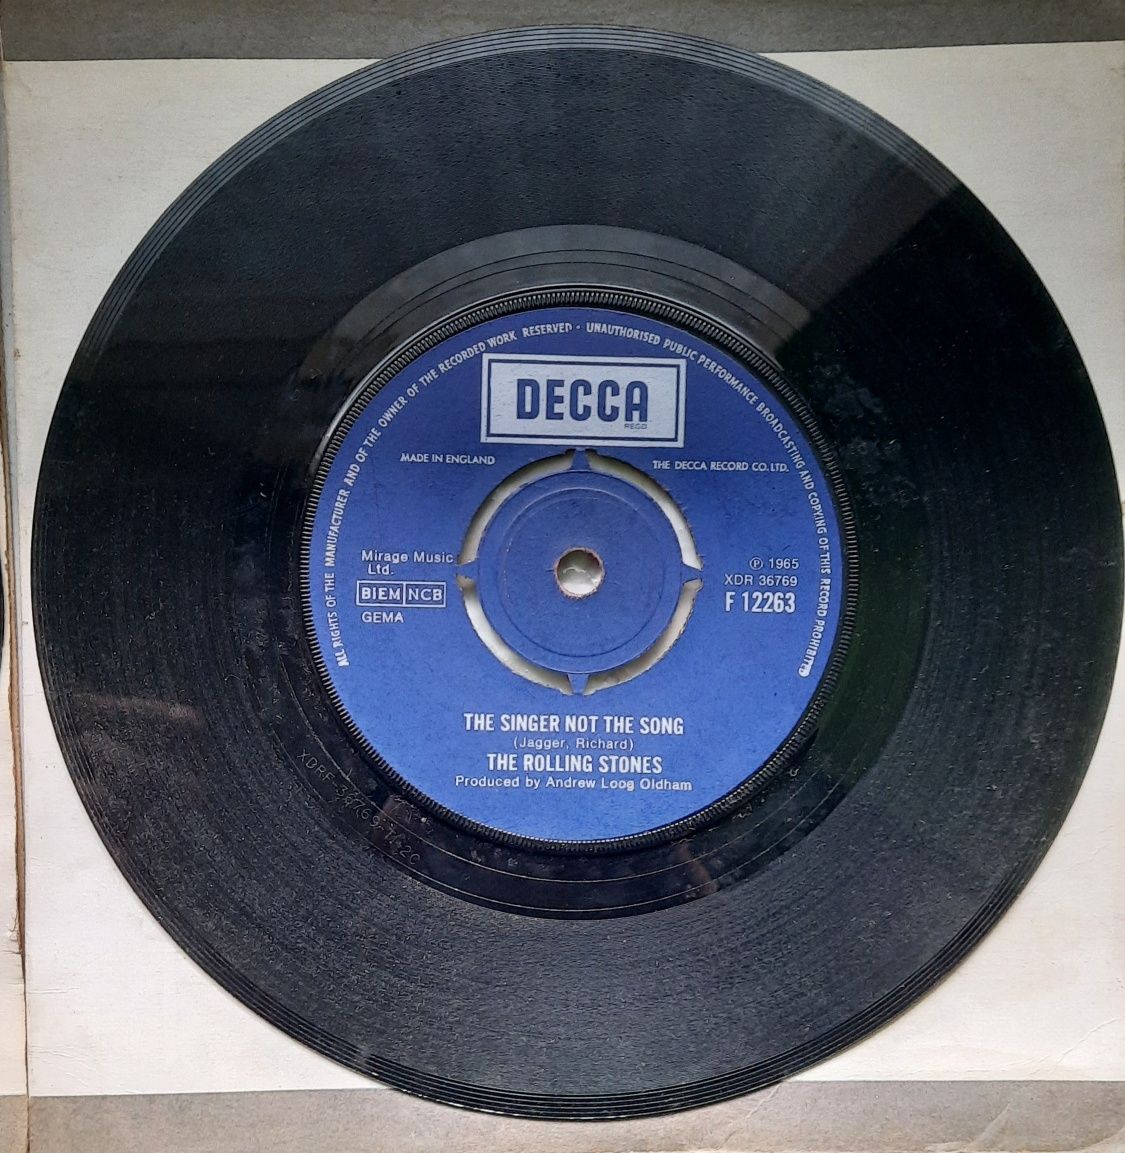 ALL RIGHTS OF THE MANUFACTURER AND OF THE OWNER OF THE RECORDED WORK RESERVED · UNAUTHORISED PUBLIC PERFORMANCE BROADCASTING AND COPYING OF THIS RECORD PROHIBITED
DECCA
REGD
MADE IN ENGLAND
THE DECCA RECORD CO. LTD.
Mirage Music
Ltd.
BIEM NCB
GEMA
℗ 1965
XDR 36769
F 12263
THE SINGER NOT THE SONG
(Jagger, Richard)
THE ROLLING STONES
Produced by Andrew Loog Oldham